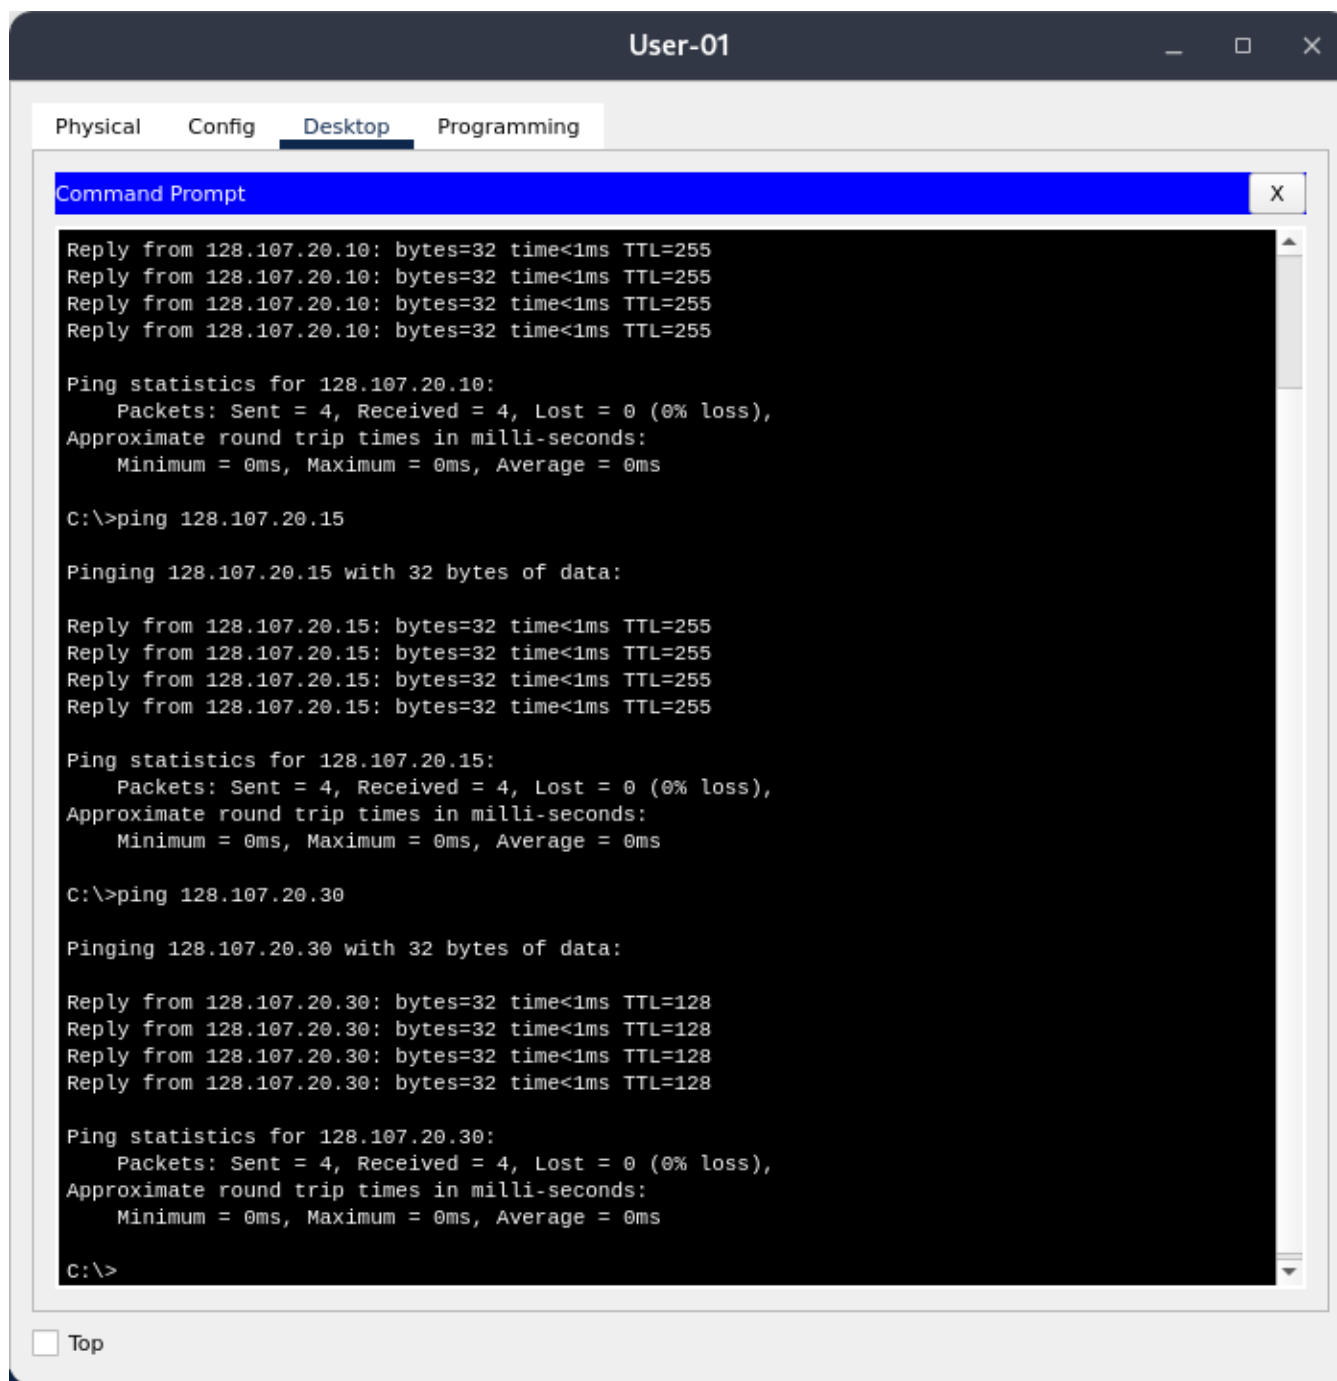 User-01
Physical Config Desktop Programming
Command Prompt X
Reply from 128.107.20.10: bytes=32 time<1ms TTL=255
Reply from 128.107.20.10: bytes=32 time<1ms TTL=255
Reply from 128.107.20.10: bytes=32 time<1ms TTL=255
Reply from 128.107.20.10: bytes=32 time<1ms TTL=255
Ping statistics for 128.107.20.10:
    Packets: Sent = 4, Received = 4, Lost = 0 (0% loss),
Approximate round trip times in milli-seconds:
    Minimum = 0ms, Maximum = 0ms, Average = 0ms
C:\>ping 128.107.20.15
Pinging 128.107.20.15 with 32 bytes of data:
Reply from 128.107.20.15: bytes=32 time<1ms TTL=255
Reply from 128.107.20.15: bytes=32 time<1ms TTL=255
Reply from 128.107.20.15: bytes=32 time<1ms TTL=255
Reply from 128.107.20.15: bytes=32 time<1ms TTL=255
Ping statistics for 128.107.20.15:
    Packets: Sent = 4, Received = 4, Lost = 0 (0% loss),
Approximate round trip times in milli-seconds:
    Minimum = 0ms, Maximum = 0ms, Average = 0ms
C:\>ping 128.107.20.30
Pinging 128.107.20.30 with 32 bytes of data:
Reply from 128.107.20.30: bytes=32 time<1ms TTL=128
Reply from 128.107.20.30: bytes=32 time<1ms TTL=128
Reply from 128.107.20.30: bytes=32 time<1ms TTL=128
Reply from 128.107.20.30: bytes=32 time<1ms TTL=128
Ping statistics for 128.107.20.30:
    Packets: Sent = 4, Received = 4, Lost = 0 (0% loss),
Approximate round trip times in milli-seconds:
    Minimum = 0ms, Maximum = 0ms, Average = 0ms
C:\>
Top